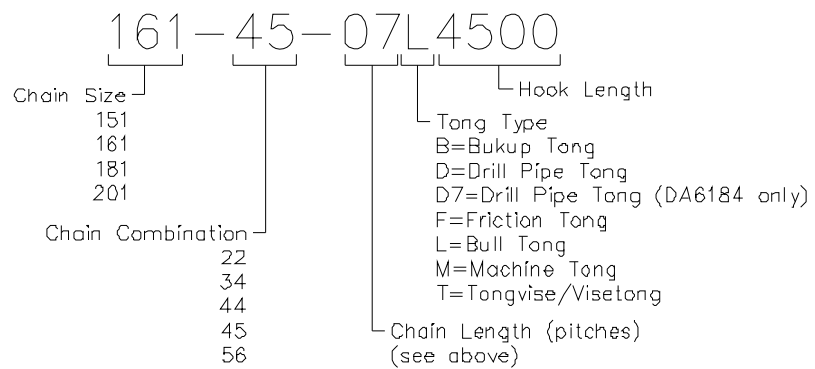 161-45-07L4500
Hook Length
Chain Size
151
161
181
201
Tong Type
B=Bukup Tong
D=Drill Pipe Tong
D7=Drill Pipe Tong (DA6184 only)
F=Friction Tong
L=Bull Tong
M=Machine Tong
T=Tongvise/Visetong
Chain Combination
22
34
44
45
56
Chain Length (pitches)
(see above)